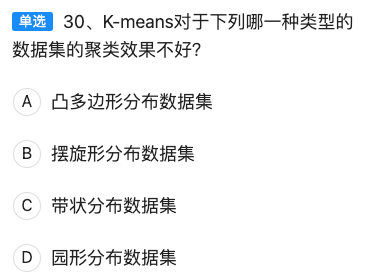 单选 30、K-means对于下列哪一种类型的
数据集的聚类效果不好?
A 凸多边形分布数据集
B 摆旋形分布数据集
C 带状分布数据集
D 园形分布数据集